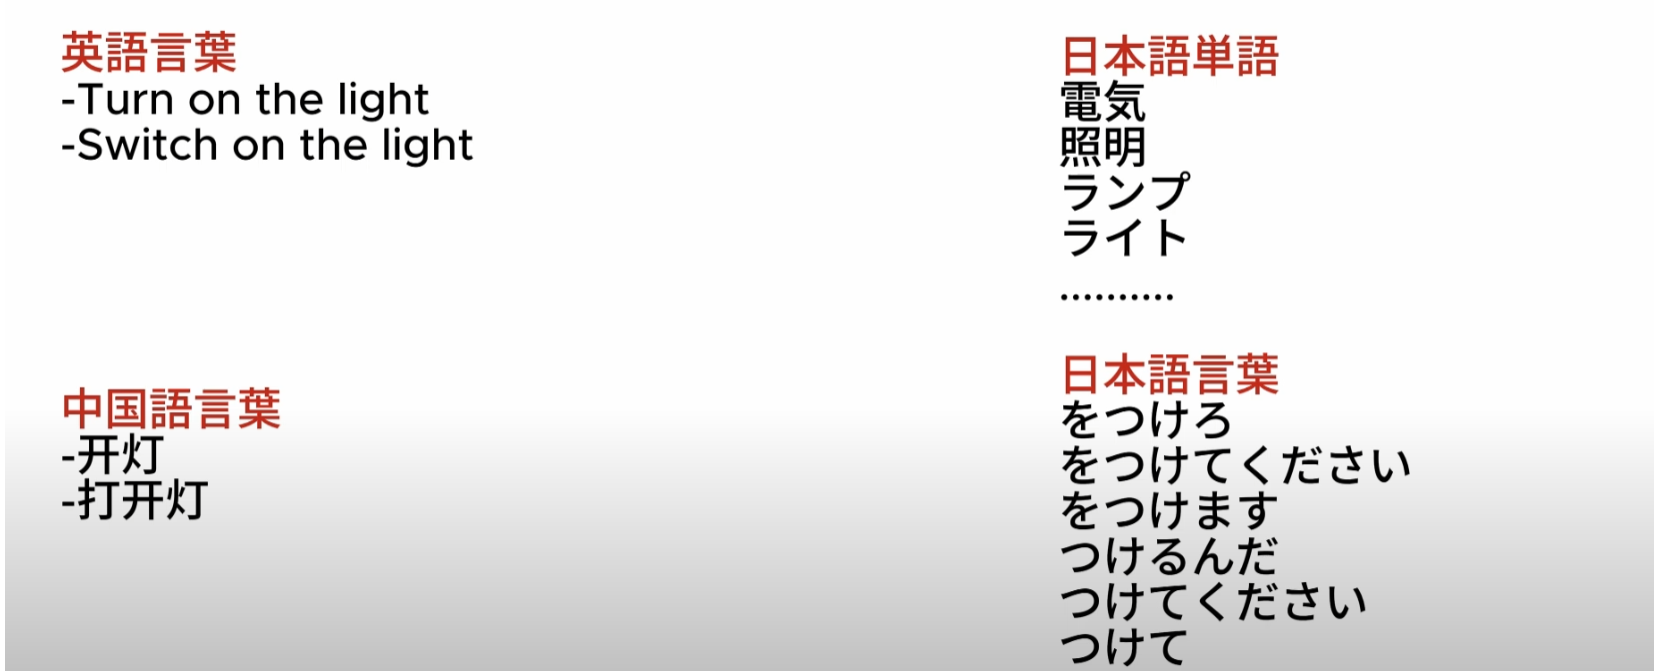 英語言葉
-Turn on the light
-Switch on the light
中国語言葉
-开灯
-打开灯
日本語単語
電気
照明
ランプ
ライト
..........
日本語言葉
をつけろ
をつけてください
をつけます
つけるんだ
つけてください
つけて